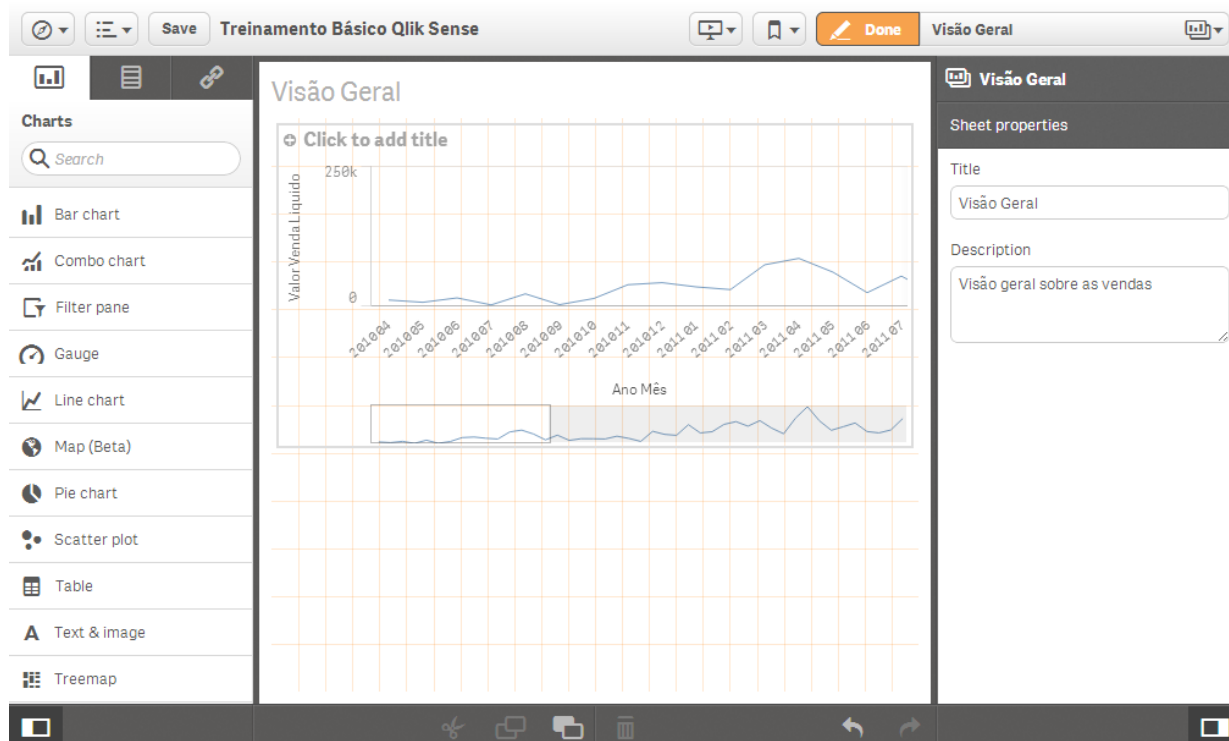 Save
Treinamento Básico Qlik Sense
Done
Visão Geral
Charts
Search
Bar chart
Combo chart
Filter pane
Gauge
Line chart
Map (Beta)
Pie chart
Scatter plot
Table
Text & image
Treemap
Visão Geral
Click to add title
Valor Venda Liquido
250k
0
201004
201005
201006
201007
201008
201009
201010
201011
201012
201101
201102
201103
201104
201105
201106
201107
Ano Mês
Visão Geral
Sheet properties
Title
Visão Geral
Description
Visão geral sobre as vendas